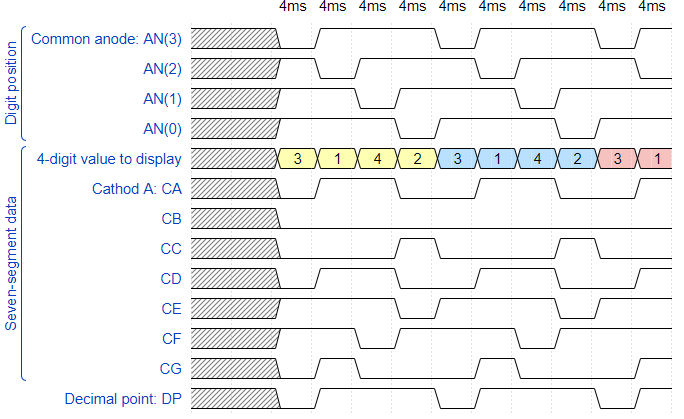 4ms 4ms 4ms 4ms 4ms 4ms 4ms 4ms 4ms 4ms
Digit position
Common anode: AN(3)
AN(2)
AN(1)
AN(0)
Seven-segment data
4-digit value to display 3 1 4 2 3 1 4 2 3 1
Cathod A: CA
CB
CC
CD
CE
CF
CG
Decimal point: DP